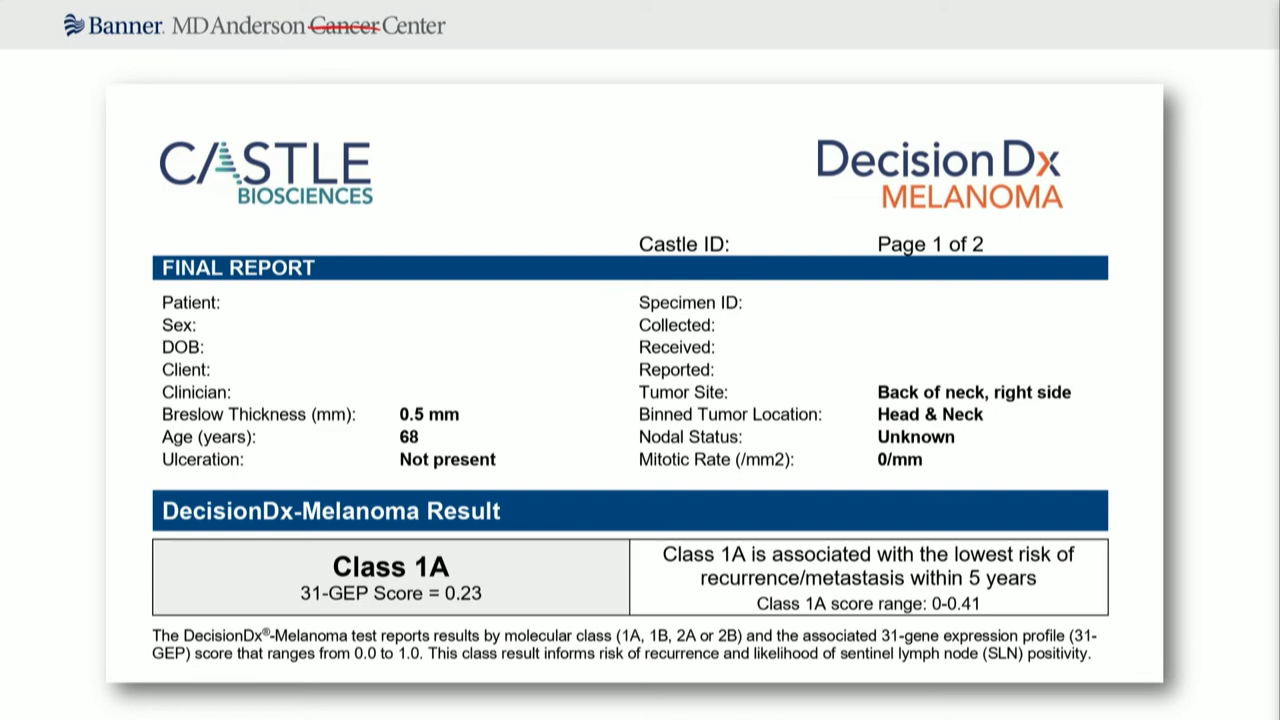 Banner. MD Anderson Cancer Center
CASTLE
BIOSCIENCES
DecisionDx
MELANOMA
Castle ID: Page 1 of 2
FINAL REPORT
Patient: Specimen ID:
Sex: Collected:
DOB: Received:
Client: Reported:
Clinician: Tumor Site: Back of neck, right side
Breslow Thickness (mm): 0.5 mm Binned Tumor Location: Head & Neck
Age (years): 68 Nodal Status: Unknown
Ulceration: Not present Mitotic Rate (/mm2): 0/mm
DecisionDx-Melanoma Result
Class 1A
31-GEP Score = 0.23
Class 1A is associated with the lowest risk of
recurrence/metastasis within 5 years
Class 1A score range: 0-0.41
The DecisionDx®-Melanoma test reports results by molecular class (1A, 1B, 2A or 2B) and the associated 31-gene expression profile (31-
GEP) score that ranges from 0.0 to 1.0. This class result informs risk of recurrence and likelihood of sentinel lymph node (SLN) positivity.